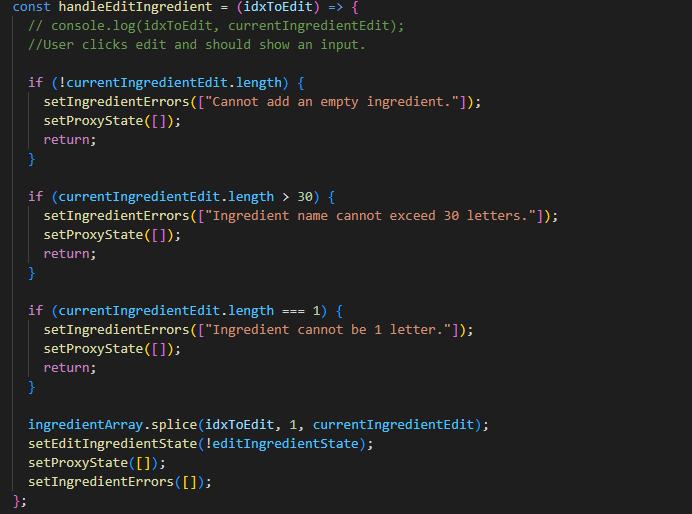 const handleEditIngredient = (idxToEdit) => {
// console.log(idxToEdit, currentIngredientEdit);
//User clicks edit and should show an input.
if (!currentIngredientEdit.length) {
setIngredientErrors(["Cannot add an empty ingredient."]);
setProxyState([]);
return;
}
if (currentIngredientEdit.length > 30) {
setIngredientErrors(["Ingredient name cannot exceed 30 letters."]);
setProxyState([]);
return;
}
if (currentIngredientEdit.length === 1) {
setIngredientErrors(["Ingredient cannot be 1 letter."]);
setProxyState([]);
return;
}
ingredientArray.splice(idxToEdit, 1, currentIngredientEdit);
setEditIngredientState(!editIngredientState);
setProxyState([]);
setIngredientErrors([]);
};